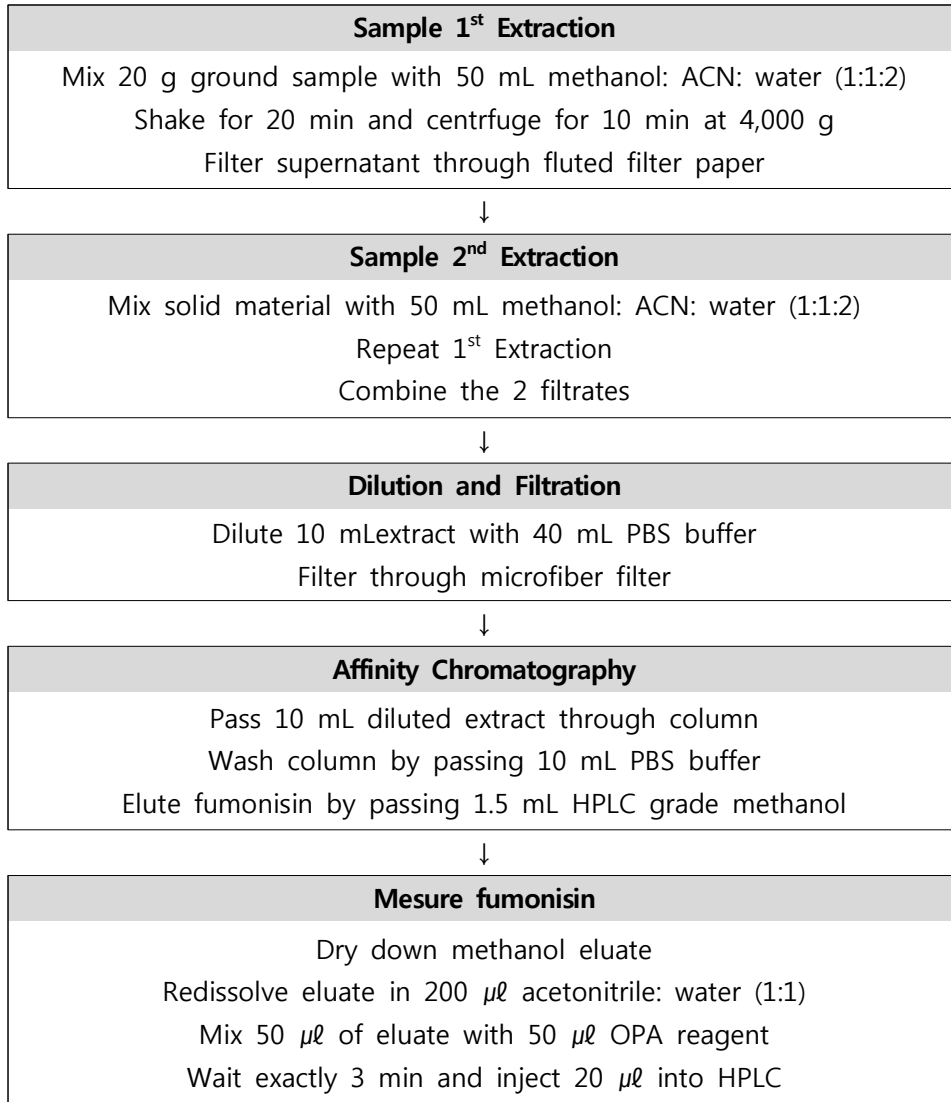 Sample 1st Extraction
Mix 20 g ground sample with 50 mL methanol: ACN: water (1:1:2)
Shake for 20 min and centrfuge for 10 min at 4,000 g
Filter supernatant through fluted filter paper
↓
Sample 2nd Extraction
Mix solid material with 50 mL methanol: ACN: water (1:1:2)
Repeat 1st Extraction
Combine the 2 filtrates
↓
Dilution and Filtration
Dilute 10 mLextract with 40 mL PBS buffer
Filter through microfiber filter
↓
Affinity Chromatography
Pass 10 mL diluted extract through column
Wash column by passing 10 mL PBS buffer
Elute fumonisin by passing 1.5 mL HPLC grade methanol
↓
Mesure fumonisin
Dry down methanol eluate
Redissolve eluate in 200 μℓ acetonitrile: water (1:1)
Mix 50 μℓ of eluate with 50 μℓ OPA reagent
Wait exactly 3 min and inject 20 μℓ into HPLC